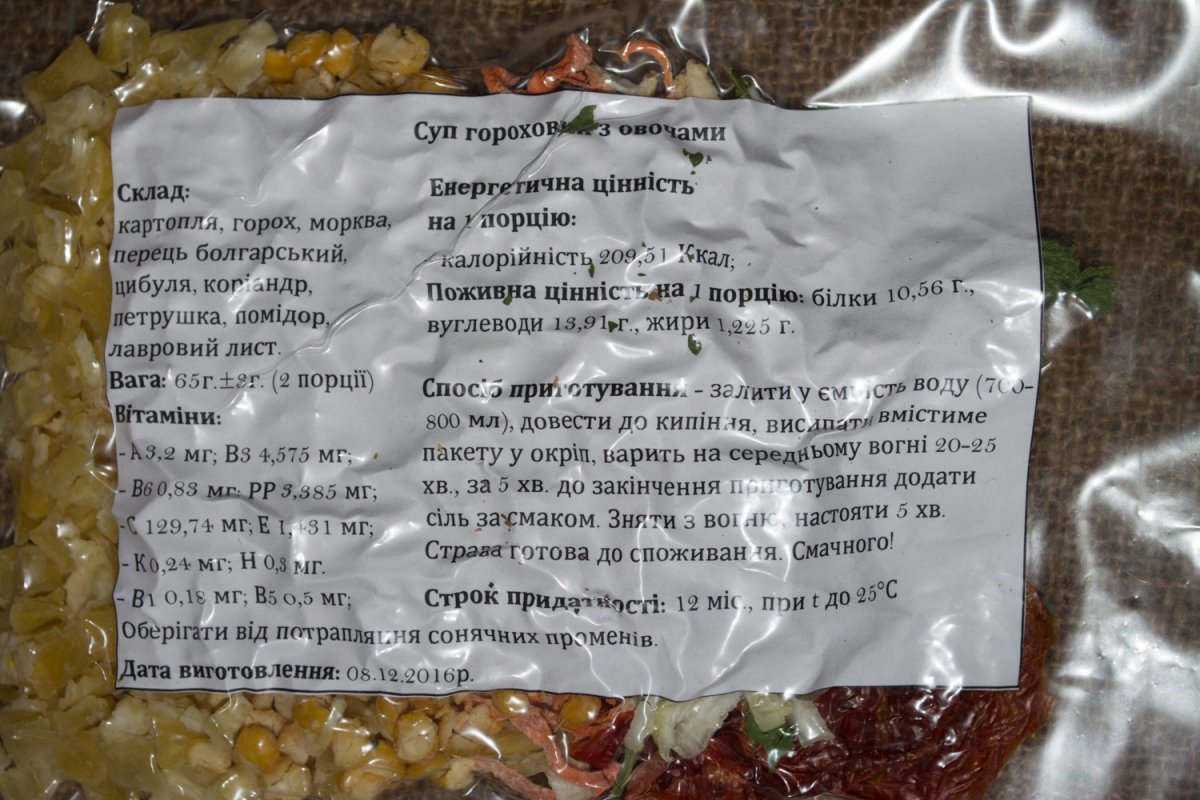 Суп гороховий з овочами
Склад:
картопля, горох, морква,
перець болгарський,
цибуля, коріандр,
петрушка, помідор,
лавровий лист.
Вага: 65г.±3г. (2 порції)
Вітаміни:
- А 3,2 мг; В3 4,575 мг;
- В6 0,83 мг; РР 3,385 мг;
-С 129,74 мг; Е 1,431 мг;
- К 0,24 мг; Н 0,3 мг.
- В1 0,18 мг; В5 0,5 мг;
Енергетична цінність
на 1 порцію:
калорійність 209,51 Ккал;
Поживна цінність на 1 порцію: білки 10,56 г.,
вуглеводи 13,91 г., жири 1,225 г.
Спосіб приготування – залити у ємність воду (700-
800 мл), довести до кипіння, висипати вмістиме
пакету у окріп, варить на середньому вогні 20-25
хв., за 5 хв. до закінчення приготування додати
сіль за смаком. Зняти з вогню, настояти 5 хв.
Страва готова до споживання. Смачного!
Строк придатності: 12 міс., при t до 25°С
Оберігати від потрапляння сонячних променів.
Дата виготовлення: 08.12.2016р.